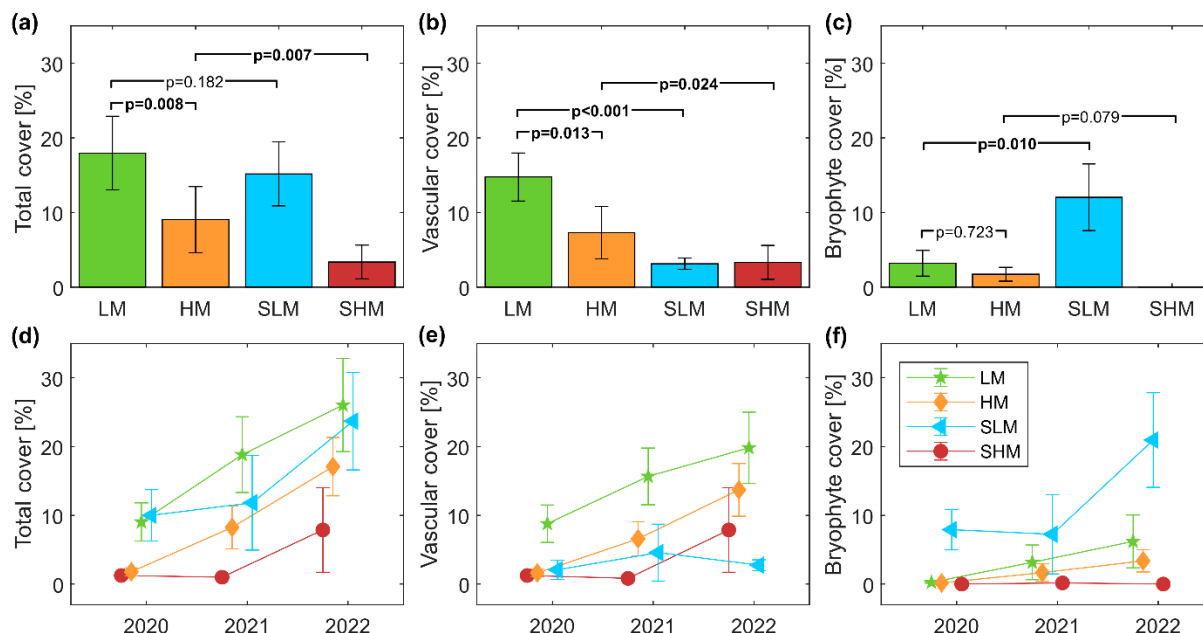 (a)
Total cover [%]
30
20
10
0
p=0.007
p=0.182
p=0.008
LM HM SLM SHM
(b)
Vascular cover [%]
30
20
10
0
p=0.024
p<0.001
p=0.013
LM HM SLM SHM
(c)
Bryophyte cover [%]
30
20
10
0
p=0.079
p=0.010
p=0.723
LM HM SLM SHM
(d)
Total cover [%]
30
20
10
0
2020 2021 2022
(e)
Vascular cover [%]
30
20
10
0
2020 2021 2022
(f)
Bryophyte cover [%]
30
20
10
0
LM
HM
SLM
SHM
2020 2021 2022